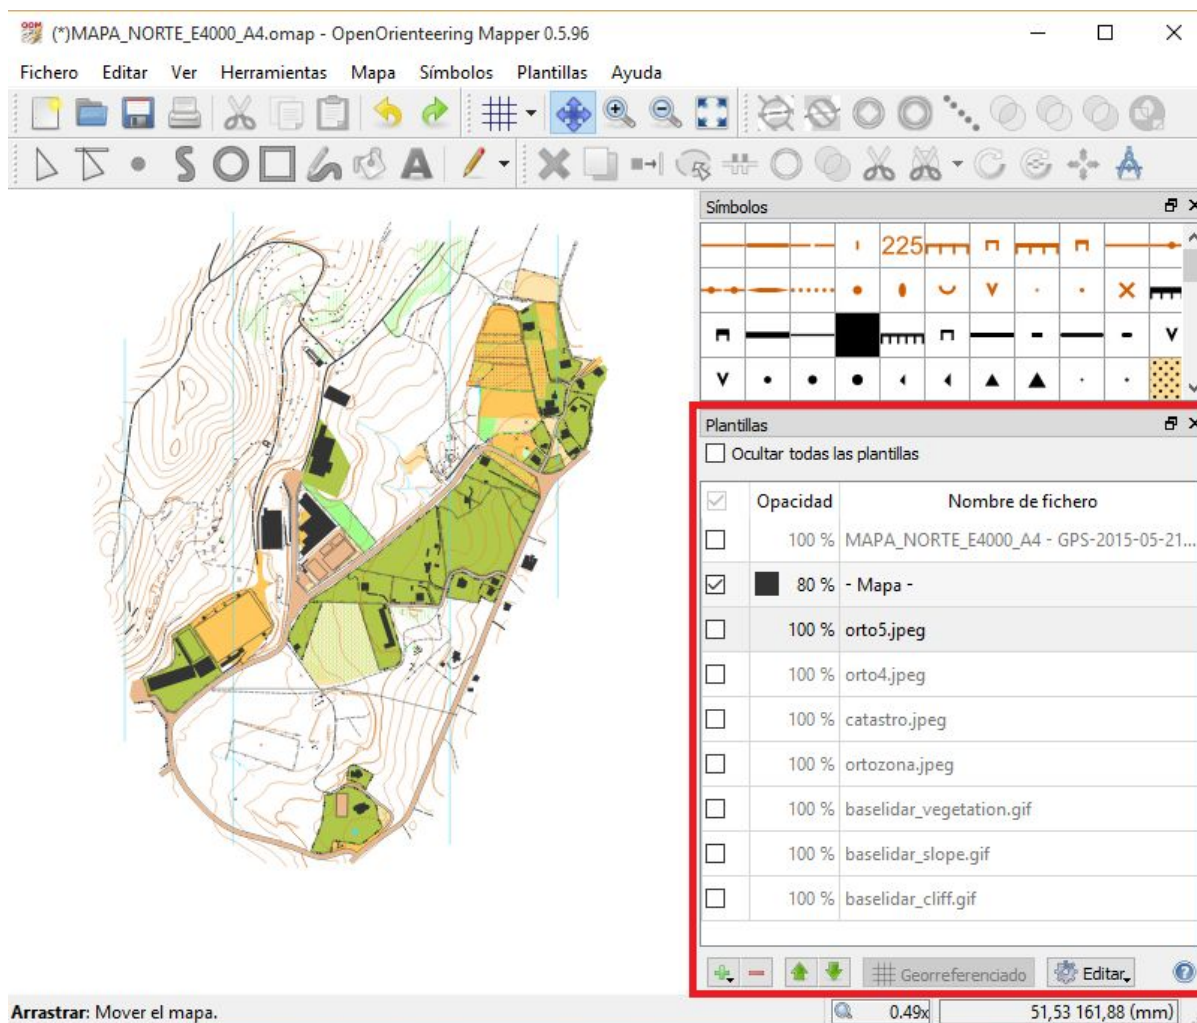 (*)MAPA_NORTE_E4000_A4.omap - OpenOrienteering Mapper 0.5.96
Fichero Editar Ver Herramientas Mapa Símbolos Plantillas Ayuda
Símbolos
225
Plantillas
Ocultar todas las plantillas
Opacidad Nombre de fichero
100 % MAPA_NORTE_E4000_A4 - GPS-2015-05-21...
80 % - Mapa -
100 % orto5.jpeg
100 % orto4.jpeg
100 % catastro.jpeg
100 % ortozona.jpeg
100 % baselidar_vegetation.gif
100 % baselidar_slope.gif
100 % baselidar_cliff.gif
Georreferenciado Editar
Arrastrar: Mover el mapa. 0.49x 51,53 161,88 (mm)